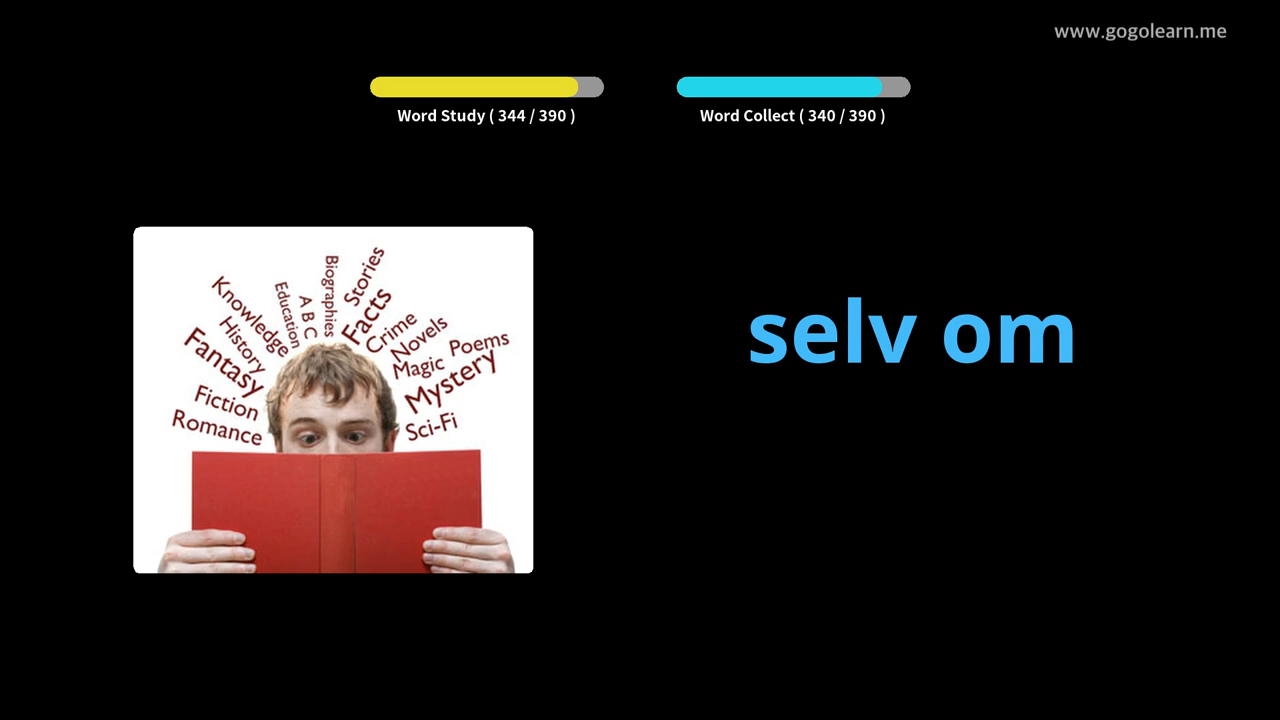 www.gogolearn.me
Word Study ( 344 / 390 )
Word Collect ( 340 / 390 )
selv om
Biographies
Stories
Education
A B C
Facts
Knowledge
Crime
History
Novels
Poems
Fantasy
Magic
Mystery
Fiction
Romance
Sci-Fi